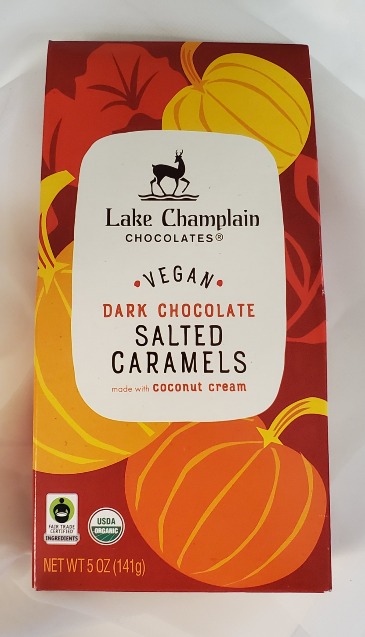 Lake Champlain
CHOCOLATES®
•VEGAN•
DARK CHOCOLATE
SALTED
CARAMELS
made with coconut cream
FAIR TRADE
CERTIFIED
INGREDIENTS
USDA
ORGANIC
NET WT 5 OZ (141g)